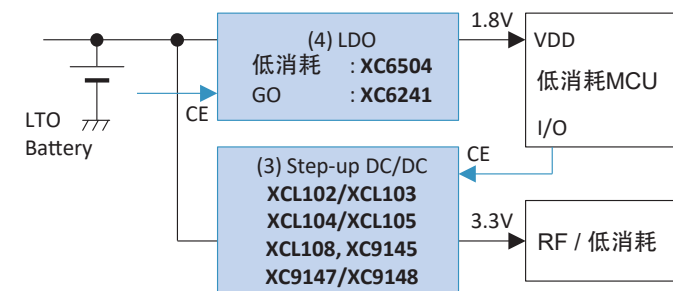 (4) LDO
低消耗 : XC6504
GO : XC6241
CE
LTO
Battery
1.8V
VDD
低消耗MCU
I/O
CE
(3) Step-up DC/DC
XCL102/XCL103
XCL104/XCL105
XCL108, XC9145
XC9147/XC9148
3.3V
RF / 低消耗